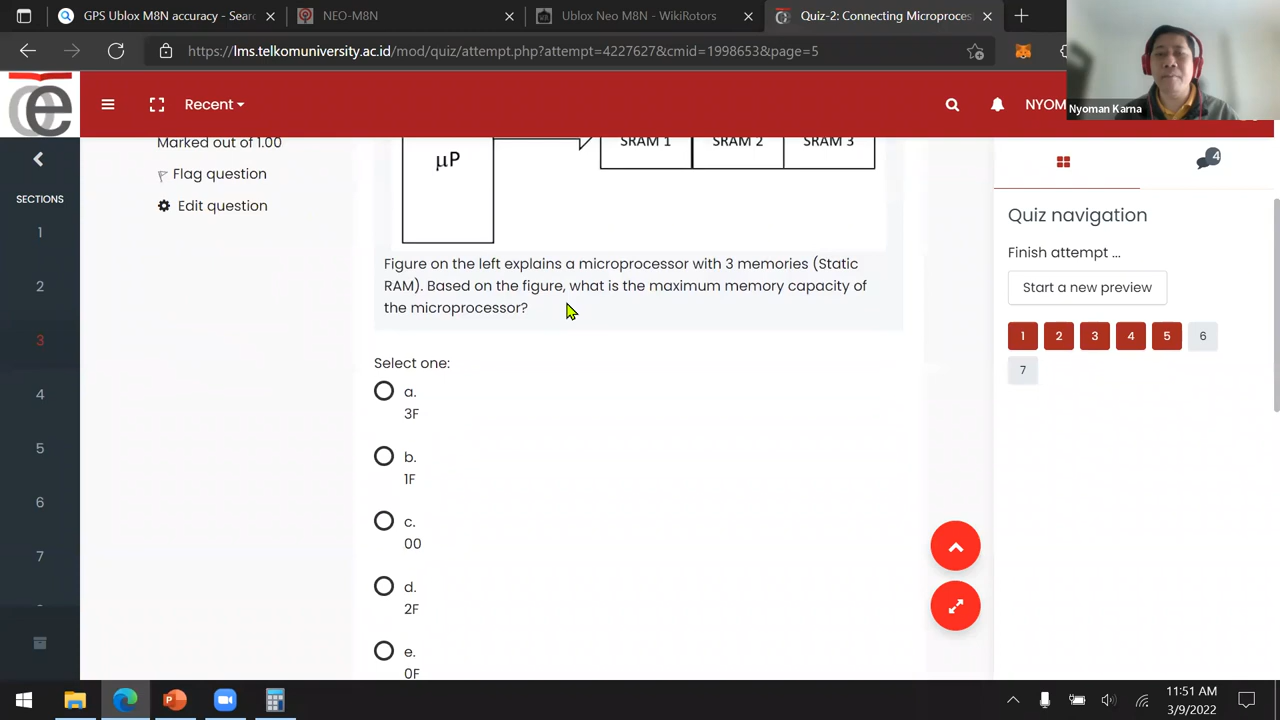 GPS Ublox M8N accuracy - Sear
NEO-M8N
Ublox Neo M8N - WikiRotors
Quiz-2: Connecting Microproces
https://lms.telkomuniversity.ac.id/mod/quiz/attempt.php?attempt=4227627&cmid=1998653&page=5
Nyoman Karna
e
Recent
NYOM
Marked out of 1.00
Flag question
Edit question
SECTIONS
1
2
3
4
5
6
7
μP
SRAM 1
SRAM 2
SRAM 3
Figure on the left explains a microprocessor with 3 memories (Static
RAM). Based on the figure, what is the maximum memory capacity of
the microprocessor?
Select one:
a.
3F
b.
1F
c.
00
d.
2F
e.
0F
4
Quiz navigation
Finish attempt ...
Start a new preview
1 2 3 4 5 6
7
11:51 AM
3/9/2022